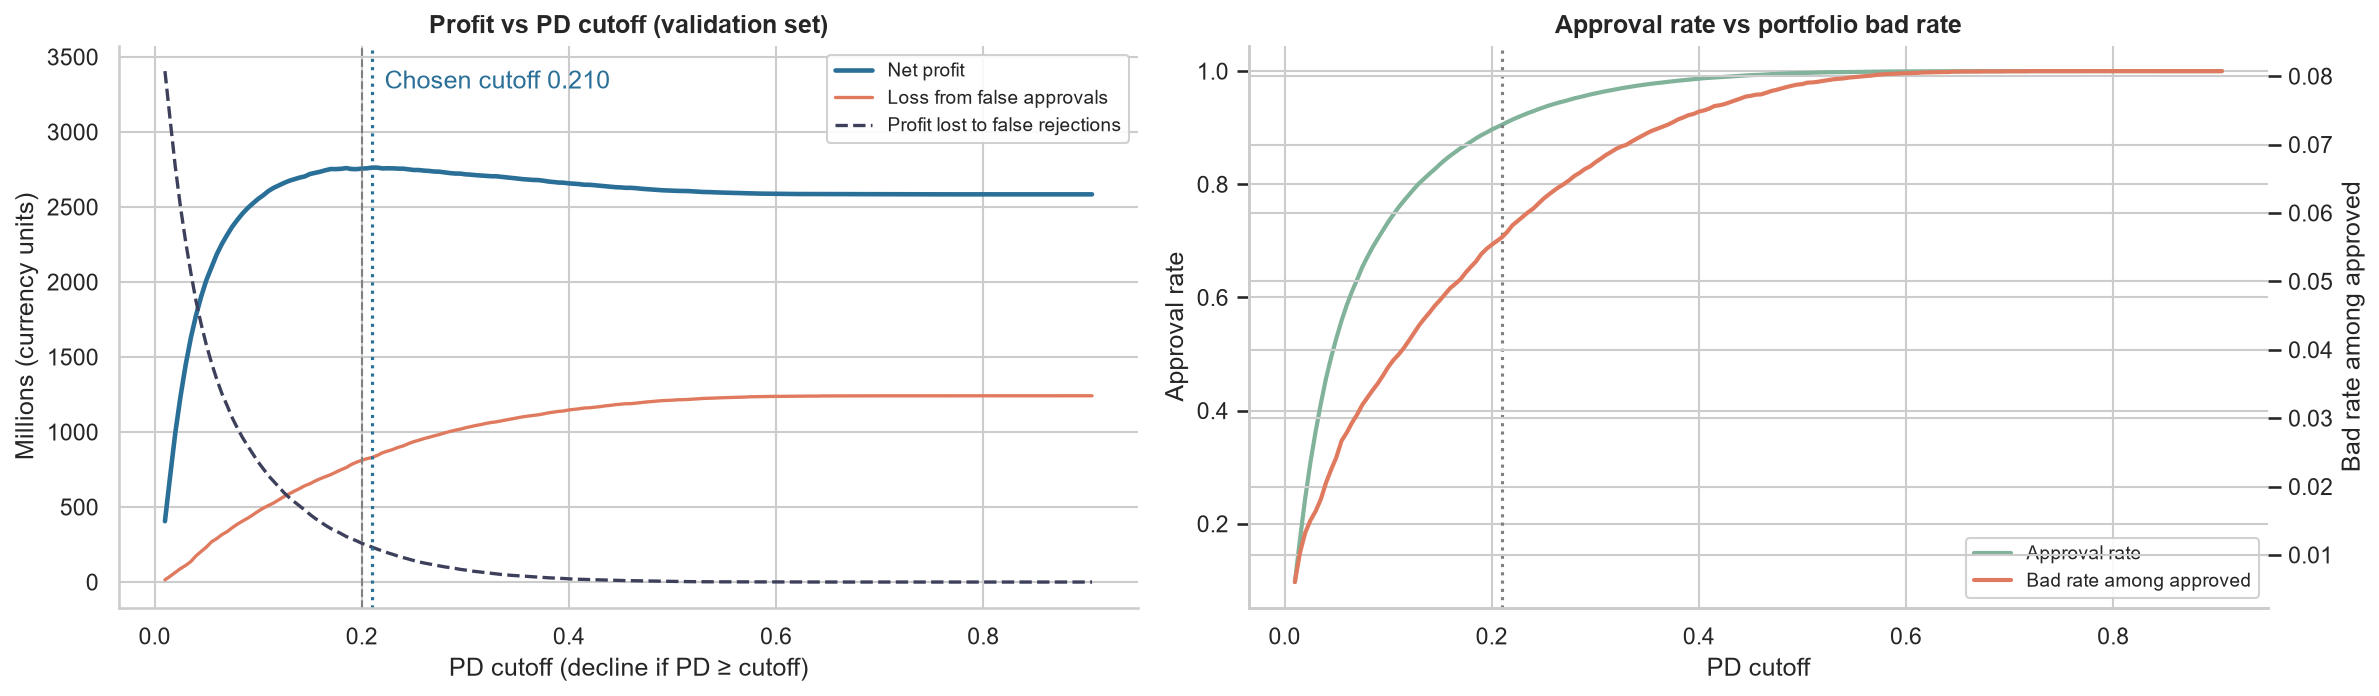 Profit vs PD cutoff (validation set)
Millions (currency units)
3500
3000
2500
2000
1500
1000
500
0
Chosen cutoff 0.210
Net profit
Loss from false approvals
Profit lost to false rejections
0.0 0.2 0.4 0.6 0.8
PD cutoff (decline if PD ≥ cutoff)
Approval rate vs portfolio bad rate
Approval rate
1.0
0.8
0.6
0.4
0.2
0.08
0.07
0.06
0.05
0.04
0.03
0.02
0.01
Bad rate among approved
Approval rate
Bad rate among approved
0.0 0.2 0.4 0.6 0.8
PD cutoff